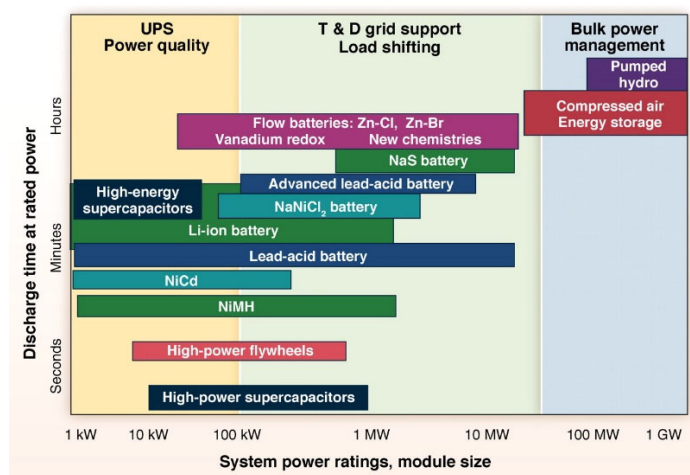 UPS
Power quality
T & D grid support
Load shifting
Bulk power
management
Pumped
hydro
Compressed air
Energy storage
Flow batteries: Zn-Cl, Zn-Br
Vanadium redox New chemistries
NaS battery
Advanced lead-acid battery
High-energy
supercapacitors
NaNiCl₂ battery
Li-ion battery
Lead-acid battery
NiCd
NiMH
High-power flywheels
High-power supercapacitors
Discharge time at rated power
Hours
Minutes
Seconds
1 kW 10 kW 100 kW 1 MW 10 MW 100 MW 1 GW
System power ratings, module size